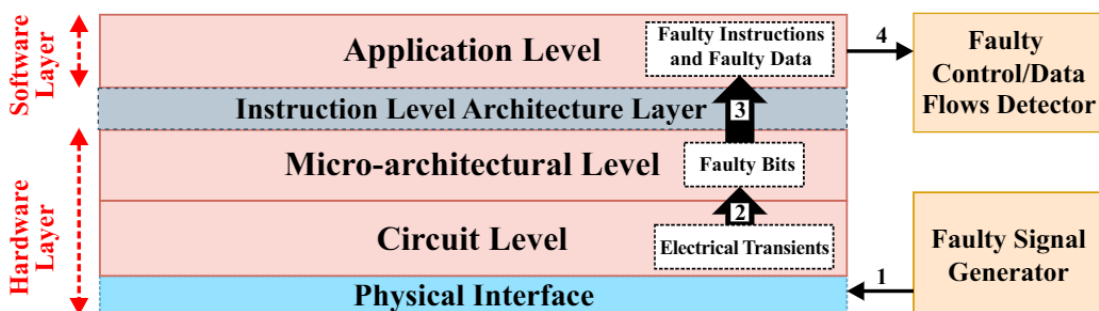 Software
Layer
Application Level
Faulty Instructions
and Faulty Data
4
Faulty
Control/Data
Flows Detector
Instruction Level Architecture Layer
3
Hardware
Layer
Micro-architectural Level
Faulty Bits
2
Circuit Level
Electrical Transients
Faulty Signal
Generator
1
Physical Interface